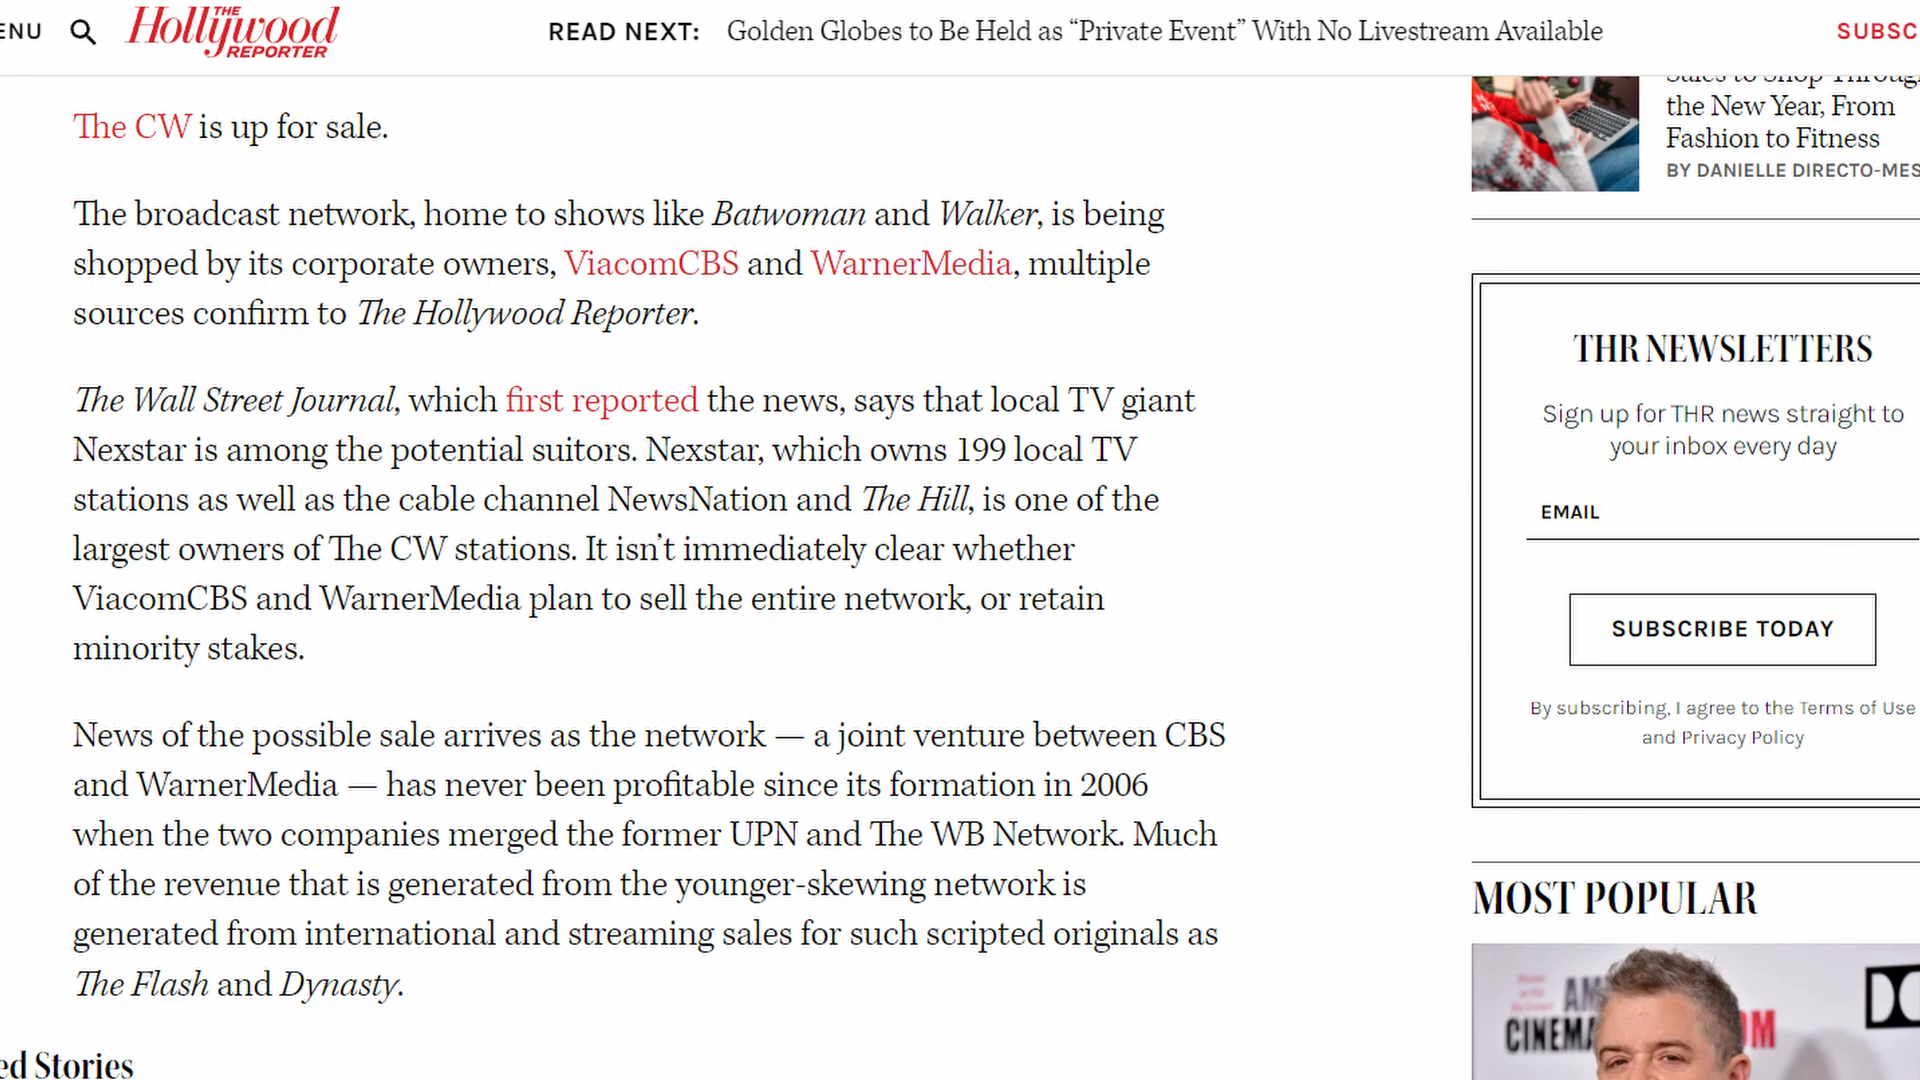 ENU
THE
Hollywood
REPORTER
READ NEXT: Golden Globes to Be Held as “Private Event” With No Livestream Available
SUBSC
The CW is up for sale.
The broadcast network, home to shows like Batwoman and Walker, is being
shopped by its corporate owners, ViacomCBS and WarnerMedia, multiple
sources confirm to The Hollywood Reporter.
The Wall Street Journal, which first reported the news, says that local TV giant
Nexstar is among the potential suitors. Nexstar, which owns 199 local TV
stations as well as the cable channel NewsNation and The Hill, is one of the
largest owners of The CW stations. It isn’t immediately clear whether
ViacomCBS and WarnerMedia plan to sell the entire network, or retain
minority stakes.
News of the possible sale arrives as the network — a joint venture between CBS
and WarnerMedia — has never been profitable since its formation in 2006
when the two companies merged the former UPN and The WB Network. Much
of the revenue that is generated from the younger-skewing network is
generated from international and streaming sales for such scripted originals as
The Flash and Dynasty.
ed Stories
Sales to Shop Throug
the New Year, From
Fashion to Fitness
BY DANIELLE DIRECTO-MES
THR NEWSLETTERS
Sign up for THR news straight to
your inbox every day
EMAIL
SUBSCRIBE TODAY
By subscribing, I agree to the Terms of Use
and Privacy Policy
MOST POPULAR
AM
CINEMA
OM